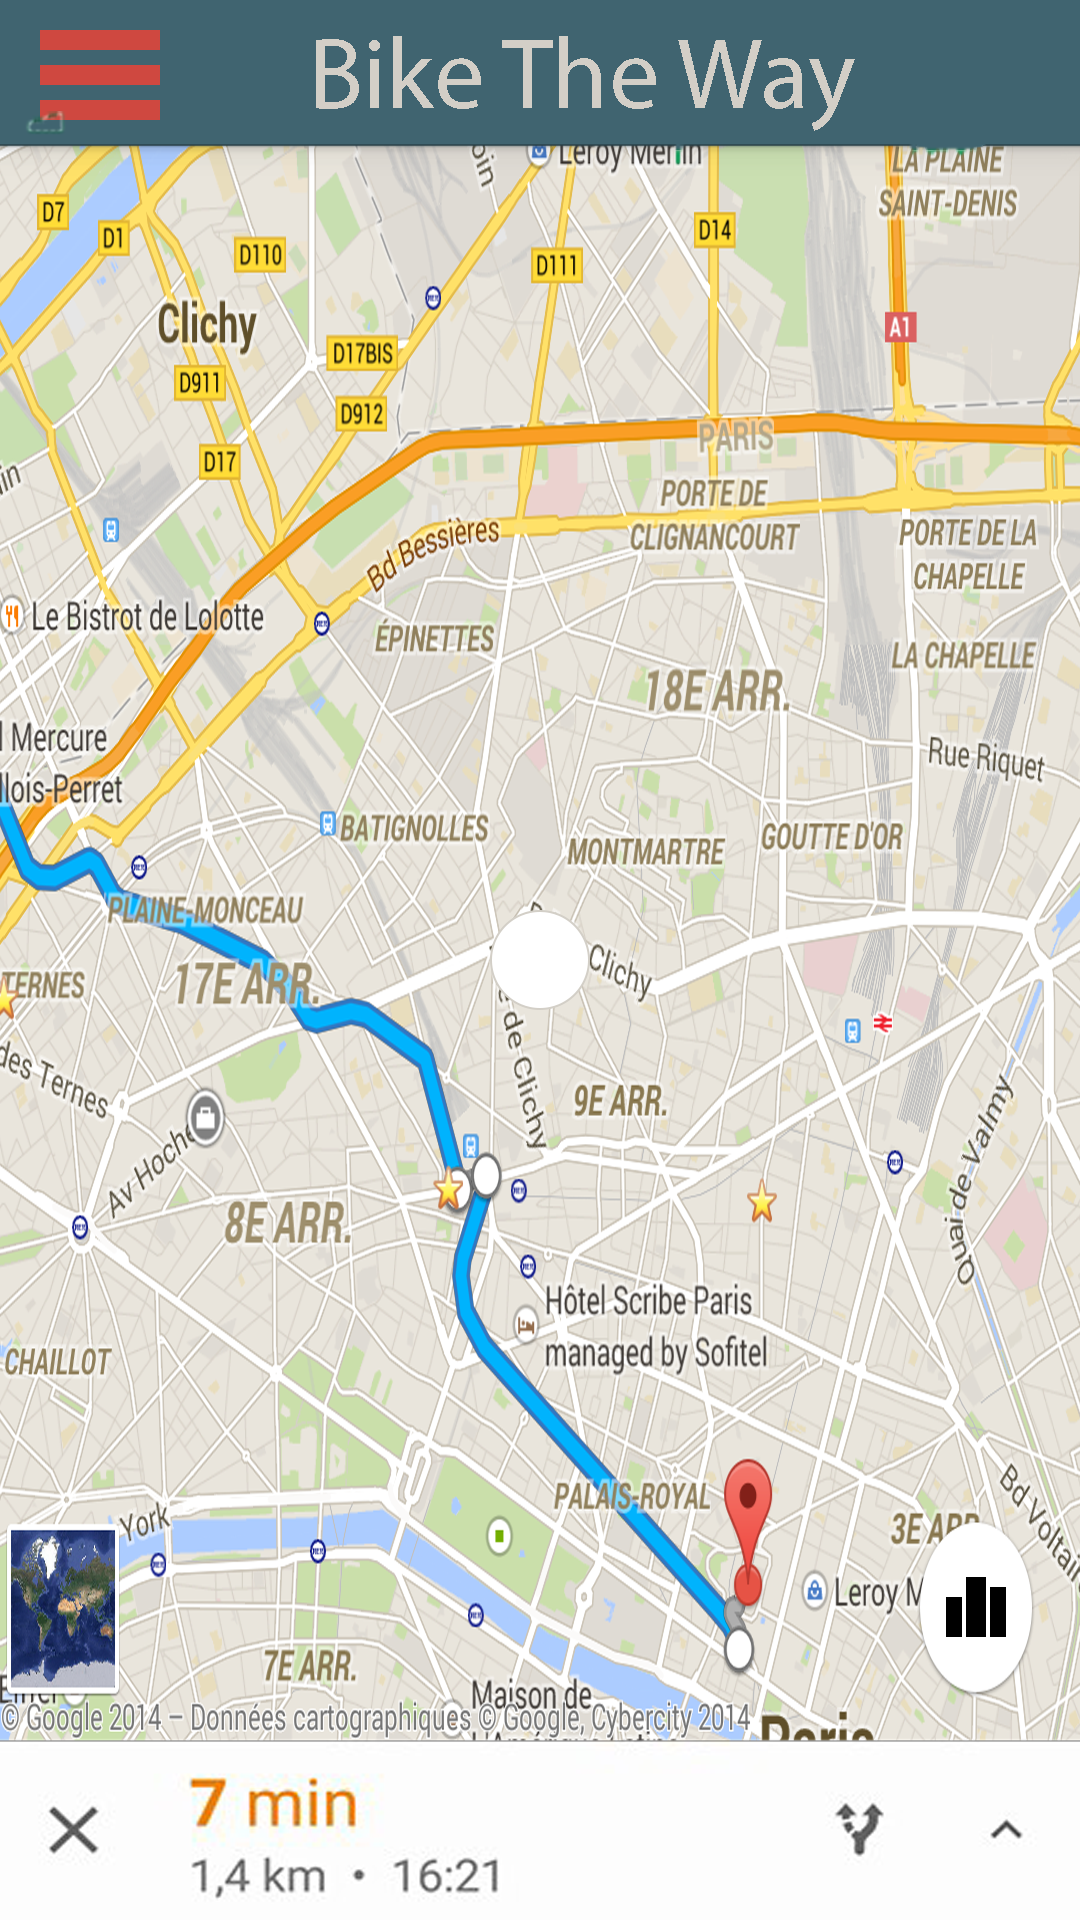 Bike The Way
Leroy Merlin
LA PLAINE
SAINT-DENIS
D7
D1
D110
D14
D111
Clichy
A1
D17BIS
D911
D912
D17
PARIS
PORTE DE
CLIGNANCOURT
Bd Bessières
PORTE DE LA
CHAPELLE
Le Bistrot de Lolotte
ÉPINETTES
LA CHAPELLE
18E ARR.
Mercure
llois-Perret
Rue Riquet
BATIGNOLLES
MONTMARTRE
GOUTTE D'OR
PLAINE-MONCEAU
Clichy
TERNES
17E ARR.
de Clichy
des Ternes
9E ARR.
Av Hoche
ai de Valmy
8E ARR.
Hôtel Scribe Paris
managed by Sofitel
CHAILLOT
PALAIS-ROYAL
Bd Voltair
York
3E ARR.
Leroy M
7E ARR.
Maison de
© Google 2014 – Données cartographiques © Google, Cybercity 2014
Paris
7 min
1,4 km • 16:21